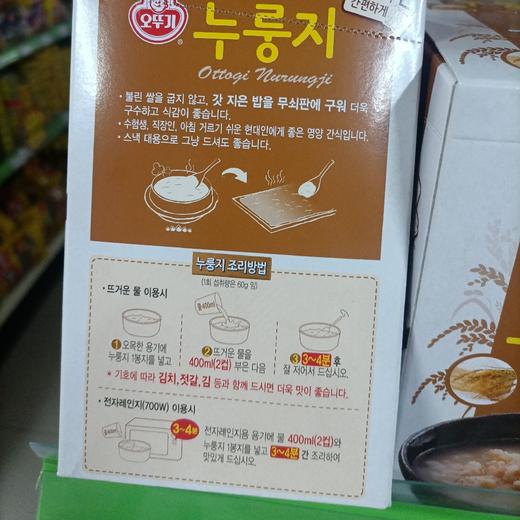 간편하게
오뚜기
누룽지
Ottogi Nurungji
• 불린 쌀을 굽지 않고, 갓 지은 밥을 무쇠판에 구워 더욱
구수하고 식감이 좋습니다.
• 수험생, 직장인, 아침 거르기 쉬운 현대인에게 좋은 영양 간식입니다.
• 스낵 대용으로 그냥 드셔도 좋습니다.
누룽지 조리방법
(1회 섭취량은 60g 임)
• 뜨거운 물 이용시
물400ml
1 오목한 용기에
누룽지 1봉지를 넣고
2 뜨거운 물을
400ml(2컵) 부은 다음
3 3~4분 후
잘 저어서 드십시오.
* 기호에 따라 김치, 젓갈, 김 등과 함께 드시면 더욱 맛이 좋습니다.
• 전자레인지(700W) 이용시
3~4분
전자레인지용 용기에 물 400ml(2컵)와
누룽지 1봉지를 넣고 3~4분 간 조리하여
맛있게 드십시오.